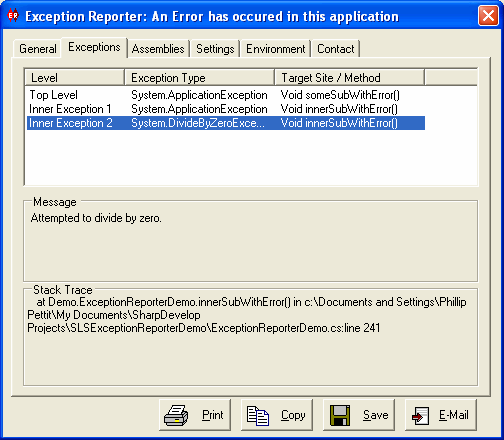 ER Exception Reporter: An Error has occured in this application
General Exceptions Assemblies Settings Environment Contact
Level Exception Type Target Site / Method
Top Level System.ApplicationException Void someSubWithError()
Inner Exception 1 System.ApplicationException Void innerSubWithError()
Inner Exception 2 System.DivideByZeroExce... Void innerSubWithError()
Message
Attempted to divide by zero.
Stack Trace
at Demo.ExceptionReporterDemo.innerSubWithError() in c:\Documents and Settings\Phillip
Pettit\My Documents\SharpDevelop
Projects\SLSExceptionReporterDemo\ExceptionReporterDemo.cs:line 241
Print Copy Save E-Mail